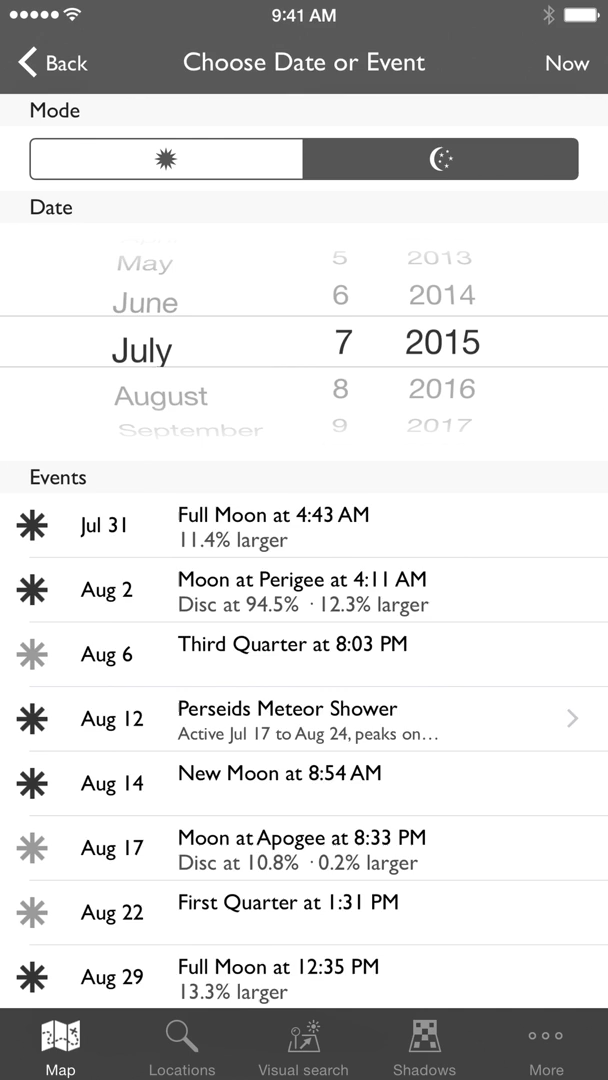 9:41 AM
Back
Choose Date or Event
Now
Mode
Date
May 5 2013
June 6 2014
July 7 2015
August 8 2016
September 9 2017
Events
Jul 31
Full Moon at 4:43 AM
11.4% larger
Aug 2
Moon at Perigee at 4:11 AM
Disc at 94.5% · 12.3% larger
Aug 6
Third Quarter at 8:03 PM
Aug 12
Perseids Meteor Shower
Active Jul 17 to Aug 24, peaks on…
Aug 14
New Moon at 8:54 AM
Aug 17
Moon at Apogee at 8:33 PM
Disc at 10.8% · 0.2% larger
Aug 22
First Quarter at 1:31 PM
Aug 29
Full Moon at 12:35 PM
13.3% larger
Map
Locations
Visual search
Shadows
More